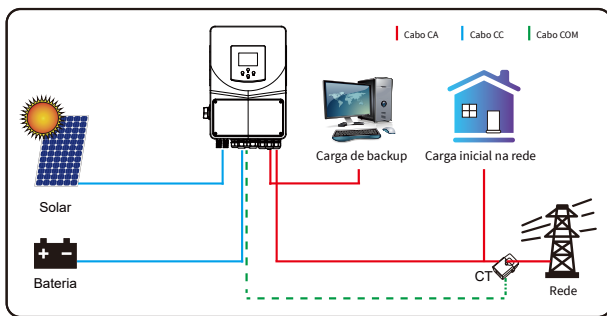 Cabo CA
Cabo CC
Cabo COM
Carga de backup
Carga inicial na rede
Solar
Bateria
CT
Rede